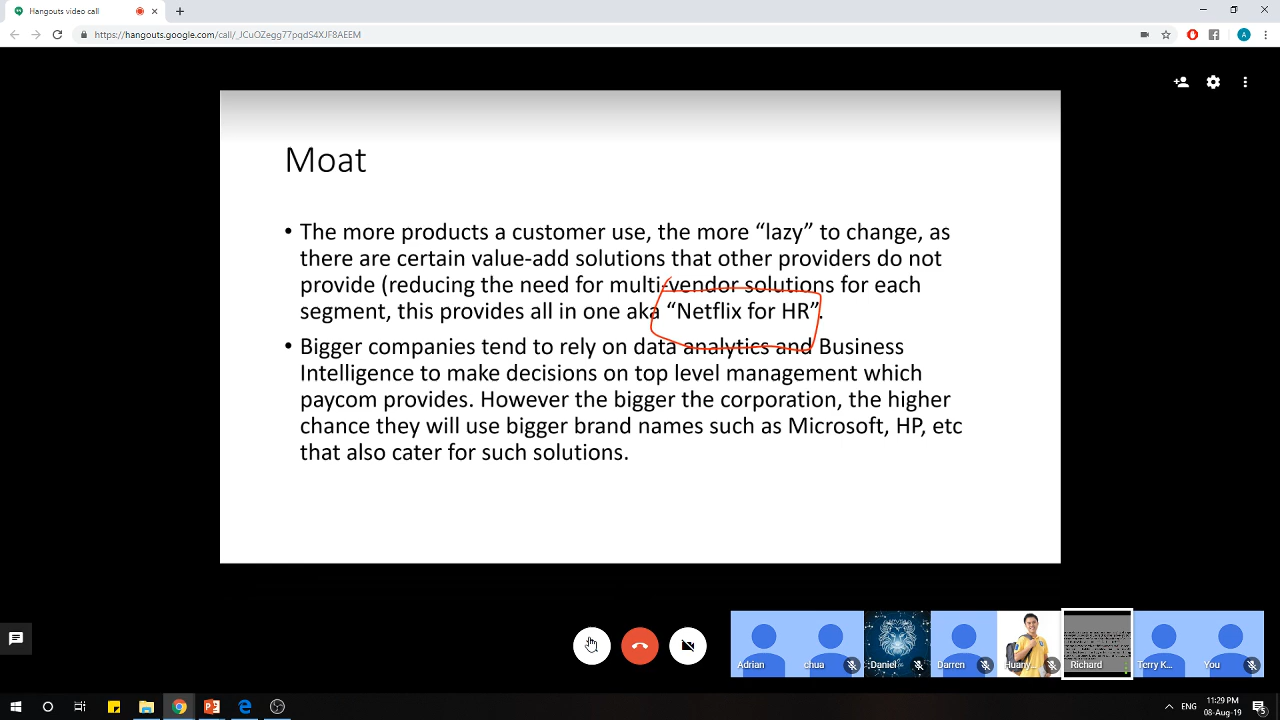 Hangouts video call
https://hangouts.google.com/call/_JCuOZegg77pqdS4XJF8AEEM
A
Moat
• The more products a customer use, the more “lazy” to change, as
there are certain value-add solutions that other providers do not
provide (reducing the need for multi-vendor solutions for each
segment, this provides all in one aka “Netflix for HR”.
• Bigger companies tend to rely on data analytics and Business
Intelligence to make decisions on top level management which
paycom provides. However the bigger the corporation, the higher
chance they will use bigger brand names such as Microsoft, HP, etc
that also cater for such solutions.
Adrian
chua
Daniel
Darren
Huany...
Richard
Terry K...
You
ENG
11:29 PM
08-Aug-19
5